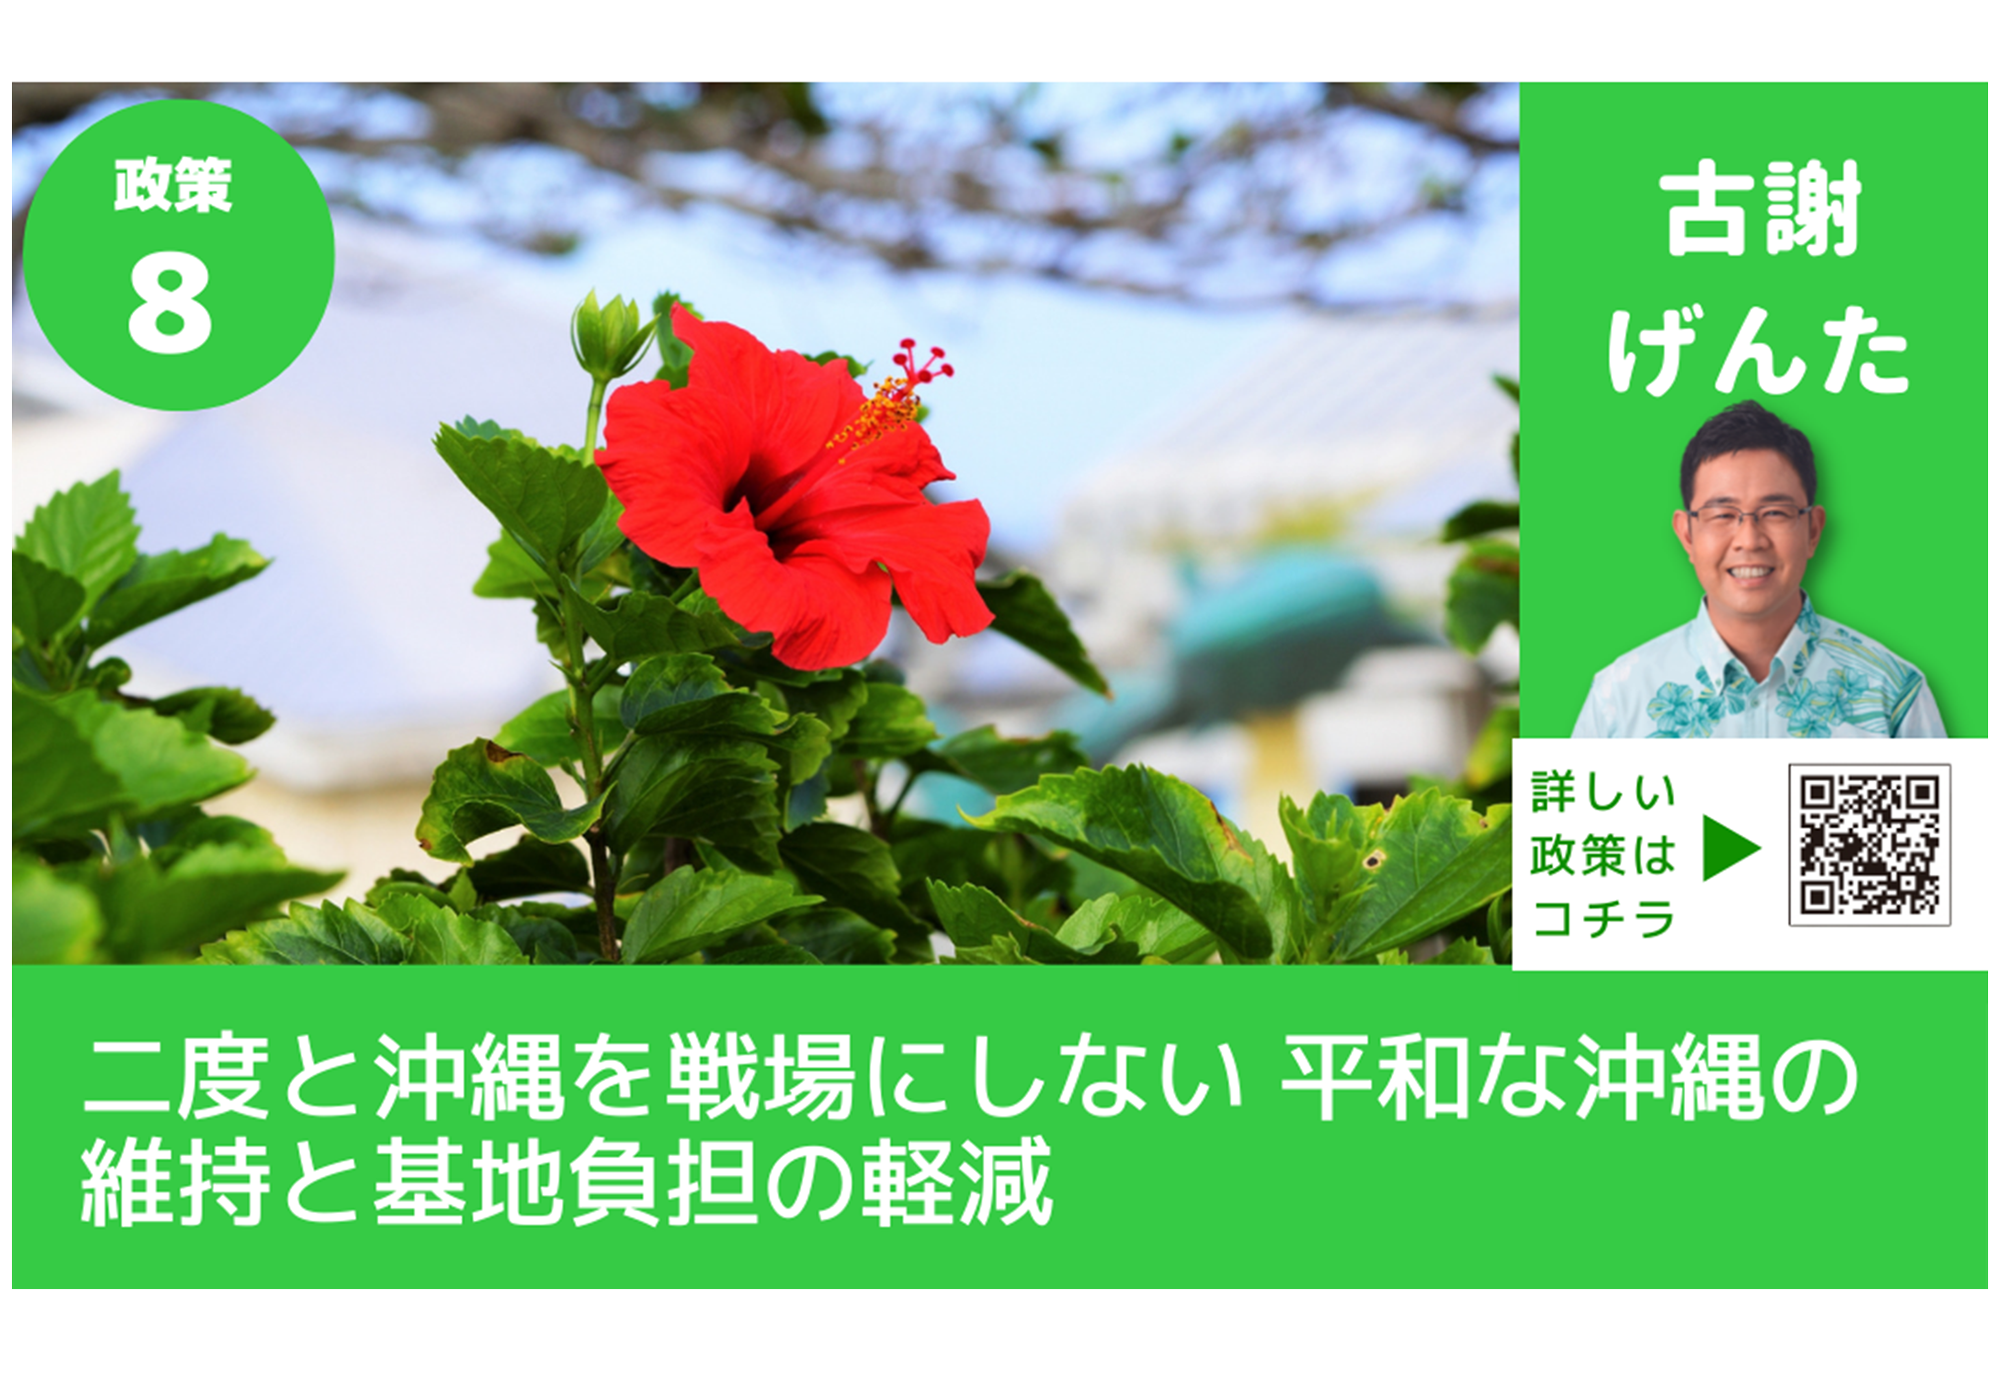 政策
8
古謝
げんた
詳しい
政策は
コチラ
二度と沖縄を戦場にしない 平和な沖縄の
維持と基地負担の軽減